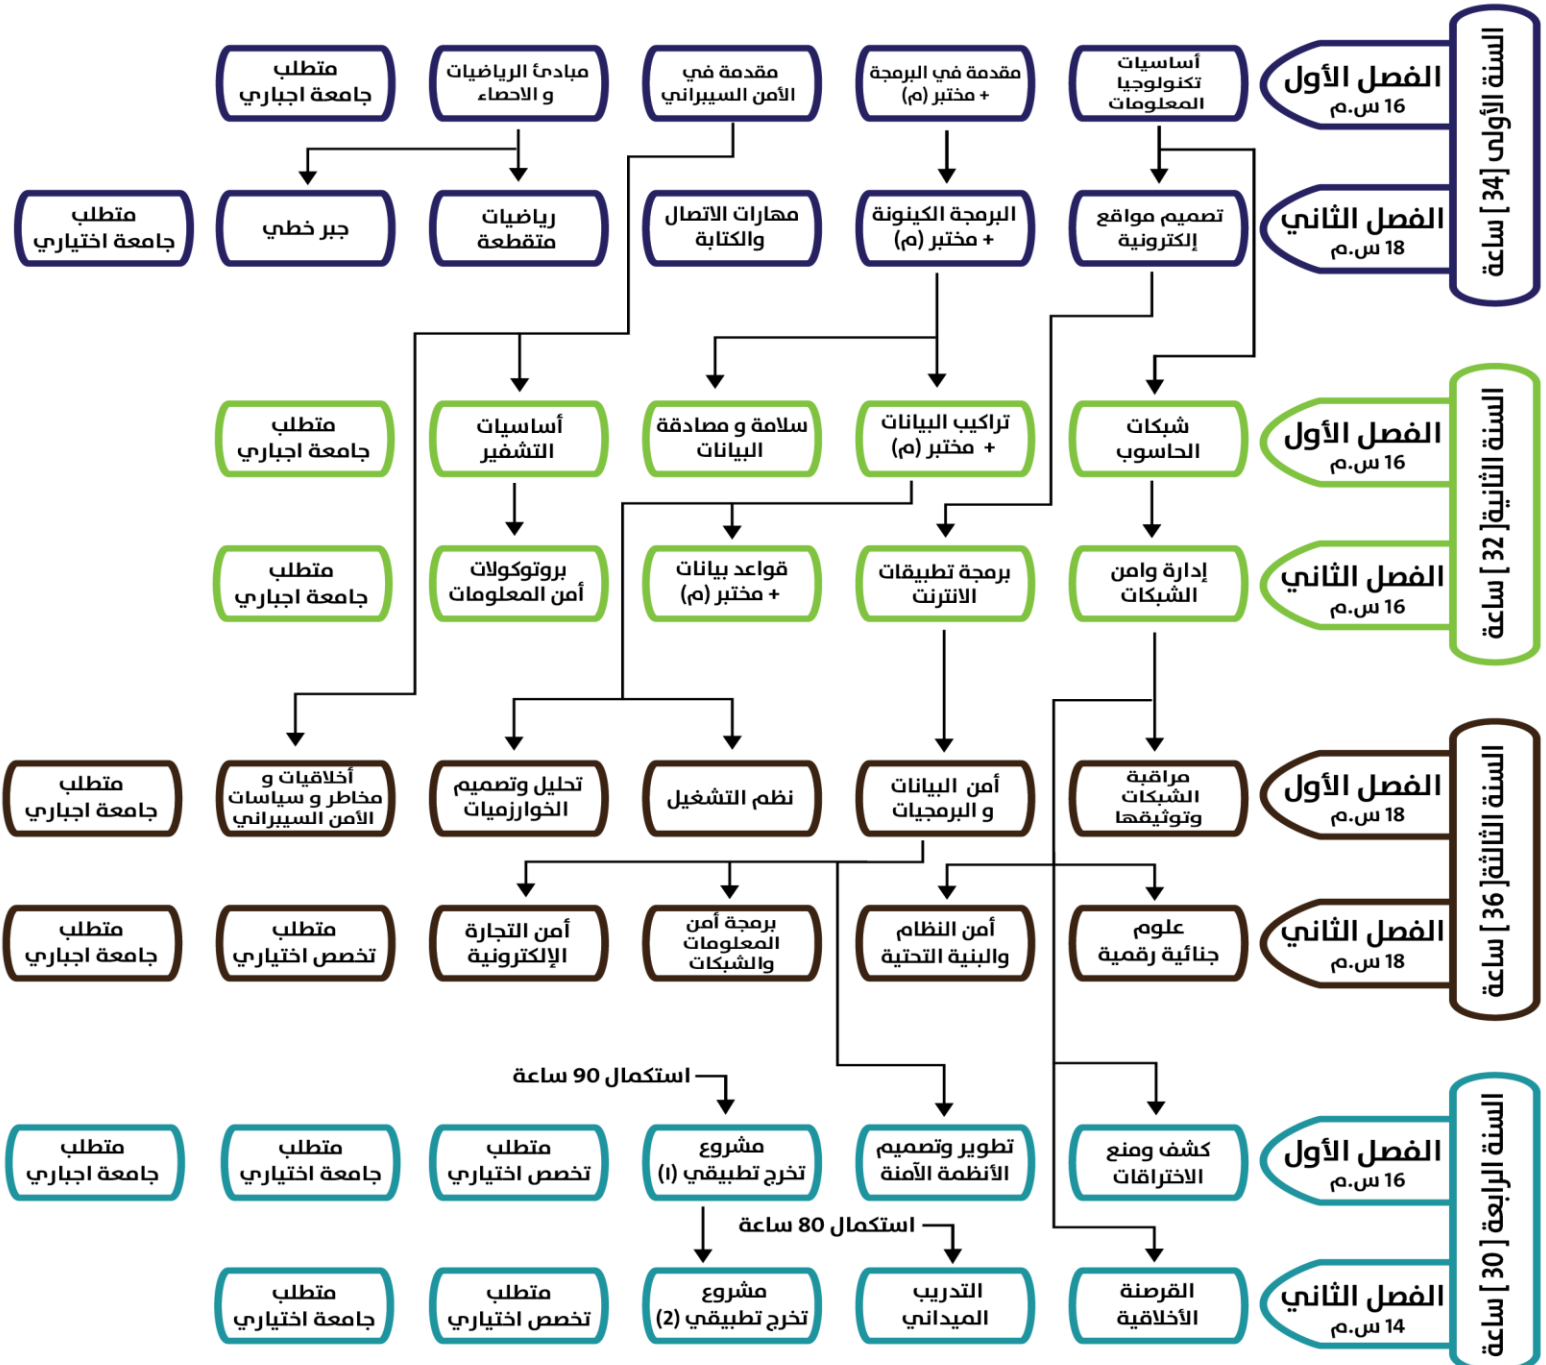 السنة الأولى [ 34 ] ساعة
الفصل الأول
16 س.م
أساسيات
تكنولوجيا
المعلومات
مقدمة في البرمجة
+ مختبر (م)
مقدمة في
الأمن السيبراني
مبادئ الرياضيات
و الاحصاء
متطلب
جامعة اجباري
الفصل الثاني
18 س.م
تصميم مواقع
إلكترونية
البرمجة الكينونة
+ مختبر (م)
مهارات الاتصال
والكتابة
رياضيات
متقطعة
جبر خطي
متطلب
جامعة اختياري
السنة الثانية[ 32 ] ساعة
الفصل الأول
16 س.م
شبكات
الحاسوب
تراكيب البيانات
+ مختبر (م)
سلامة و مصادقة
البيانات
أساسيات
التشفير
متطلب
جامعة اجباري
الفصل الثاني
16 س.م
إدارة وامن
الشبكات
برمجة تطبيقات
الانترنت
قواعد بيانات
+ مختبر (م)
بروتوكولات
أمن المعلومات
متطلب
جامعة اجباري
السنة الثالثة[ 36 ] ساعة
الفصل الأول
18 س.م
مراقبة
الشبكات
وتوثيقها
أمن البيانات
و البرمجيات
نظم التشغيل
تحليل وتصميم
الخوارزميات
أخلاقيات و
مخاطر و سياسات
الأمن السيبراني
متطلب
جامعة اجباري
الفصل الثاني
18 س.م
علوم
جنائية رقمية
أمن النظام
والبنية التحتية
برمجة أمن
المعلومات
والشبكات
أمن التجارة
الإلكترونية
متطلب
تخصص اختياري
متطلب
جامعة اجباري
السنة الرابعة [ 30 ] ساعة
استكمال 90 ساعة
الفصل الأول
16 س.م
كشف ومنع
الاختراقات
تطوير وتصميم
الأنظمة الآمنة
مشروع
تخرج تطبيقي (1)
متطلب
تخصص اختياري
متطلب
جامعة اختياري
متطلب
جامعة اجباري
استكمال 80 ساعة
الفصل الثاني
14 س.م
القرصنة
الأخلاقية
التدريب
الميداني
مشروع
تخرج تطبيقي (2)
متطلب
تخصص اختياري
متطلب
جامعة اختياري